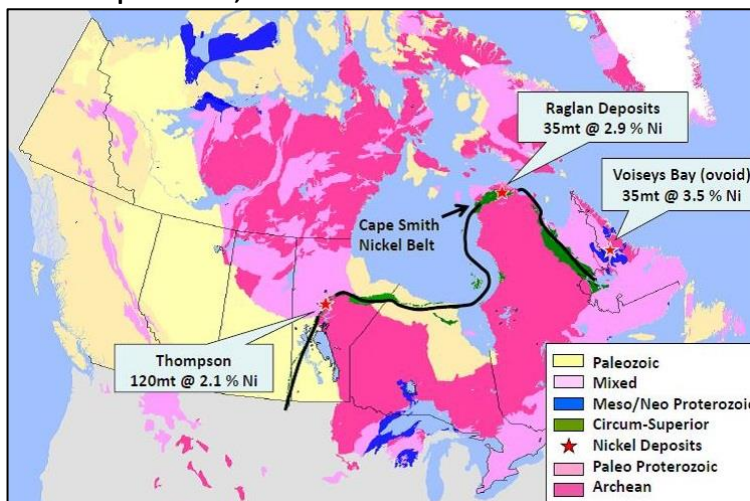 Raglan Deposits
35mt @ 2.9 % Ni
Voiseys Bay (ovoid)
35mt @ 3.5 % Ni
Cape Smith
Nickel Belt
Thompson
120mt @ 2.1 % Ni
Paleozoic
Mixed
Meso/Neo Proterozoic
Circum-Superior
Nickel Deposits
Paleo Proterozoic
Archean